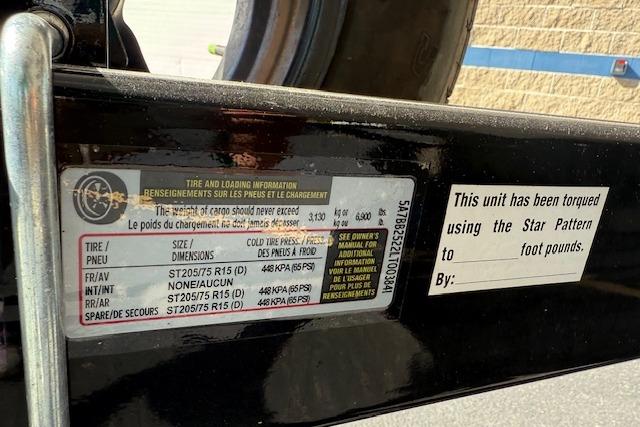 TIRE AND LOADING INFORMATION
RENSEIGNEMENTS SUR LES PNEUS ET LE CHARGEMENT
The weight of cargo should never exceed 3,130 kg or 6,900 lbs.
Le poids du chargement ne doit jamais dépasser kg ou lb.
TIRE / SIZE / COLD TIRE PRESS./ PRESS.
PNEU DIMENSIONS DES PNEUS À FROID
FR/AV ST205/75 R15 (D) 448 KPA (65 PSI)
INT/INT NONE/AUCUN
RR/AR ST205/75 R15 (D) 448 KPA (65 PSI)
SPARE/DE SECOURS ST205/75 R15 (D) 448 KPA (65 PSI)
SEE OWNER'S
MANUAL FOR
ADDITIONAL
INFORMATION
VOIR LE MANUEL
DE L'USAGER
POUR PLUS DE
RENSEIGNEMENTS
This unit has been torqued
using the Star Pattern
to ________ foot pounds.
By: ________